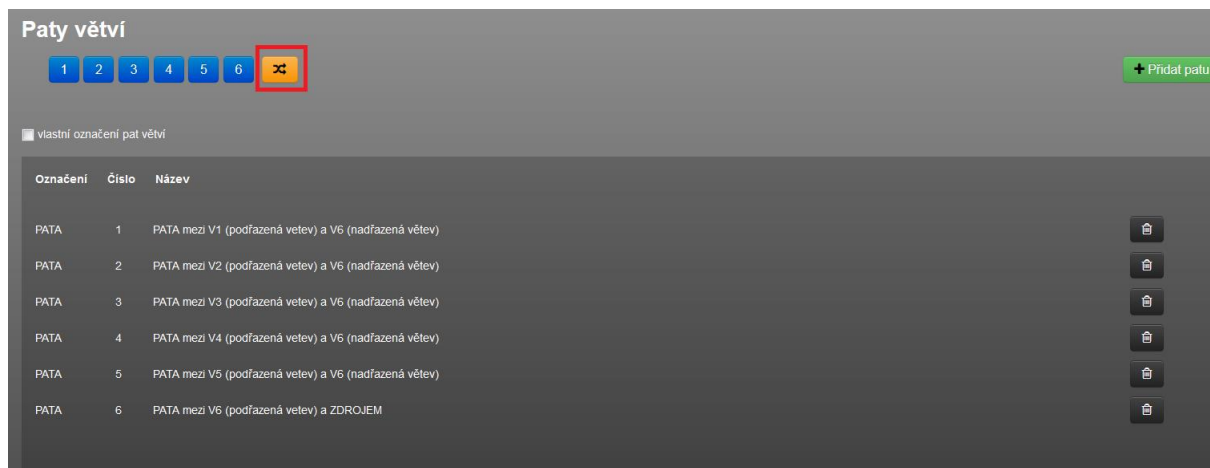 Paty větví
1 2 3 4 5 6
Přidat patu
vlastní označení pat větví
Označení Číslo Název
PATA 1 PATA mezi V1 (podřazená vetev) a V6 (nadřazená větev)
PATA 2 PATA mezi V2 (podřazená vetev) a V6 (nadřazená větev)
PATA 3 PATA mezi V3 (podřazená vetev) a V6 (nadřazená větev)
PATA 4 PATA mezi V4 (podřazená vetev) a V6 (nadřazená větev)
PATA 5 PATA mezi V5 (podřazená vetev) a V6 (nadřazená větev)
PATA 6 PATA mezi V6 (podřazená vetev) a ZDROJEM